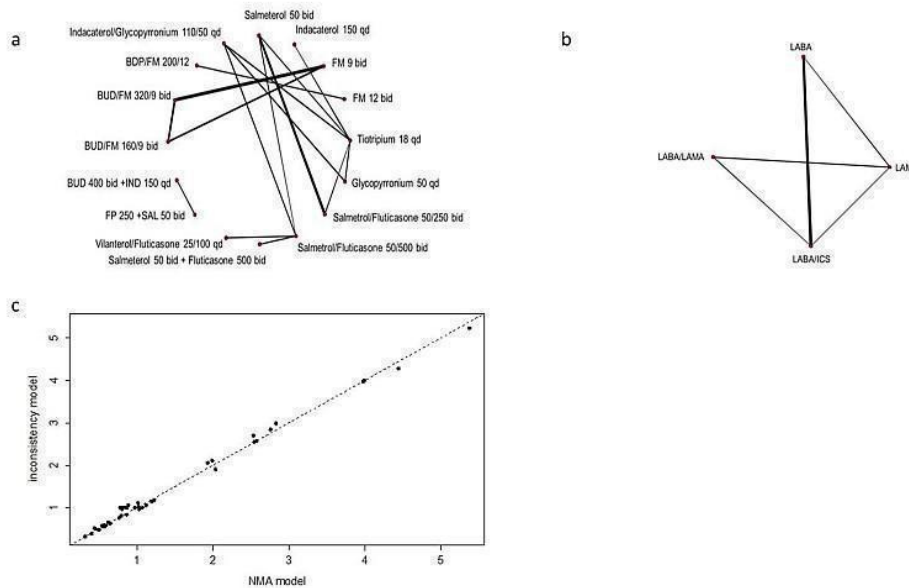 a
Salmeterol 50 bid
Indacaterol/Glycopyrronium 110/50 qd
Indacaterol 150 qd
BDP/FM 200/12
FM 9 bid
BUD/FM 320/9 bid
FM 12 bid
BUD/FM 160/9 bid
Tiotripium 18 qd
BUD 400 bid +IND 150 qd
Glycopyrronium 50 qd
FP 250 +SAL 50 bid
Salmetrol/Fluticasone 50/250 bid
Vilanterol/Fluticasone 25/100 qd
Salmetrol/Fluticasone 50/500 bid
Salmeterol 50 bid + Fluticasone 500 bid
b
LABA
LABA/LAMA
LAM
LABA/ICS
c
5
4
3
2
1
inconsistency model
1 2 3 4 5
NMA model